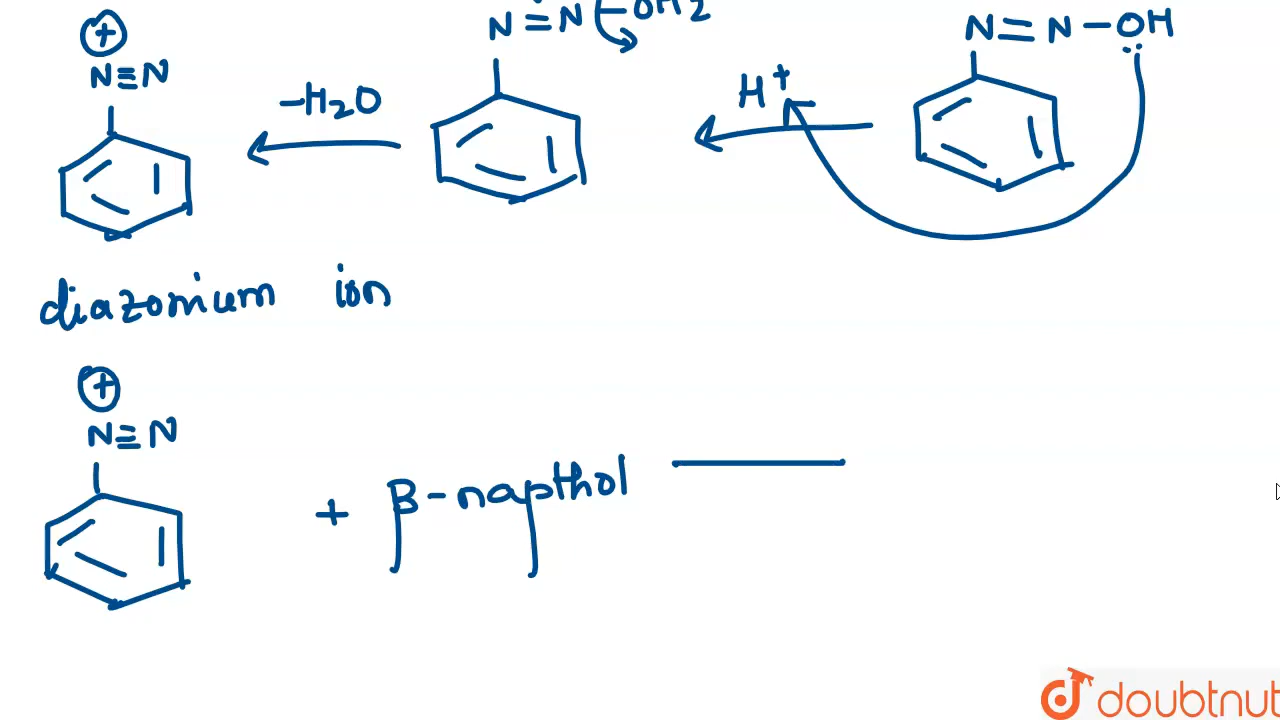 N=N-OH2
N=N-OH
⊕
N≡N
-H2O
H+
diazonium ion
⊕
N≡N
+ β-napthol
doubtnut